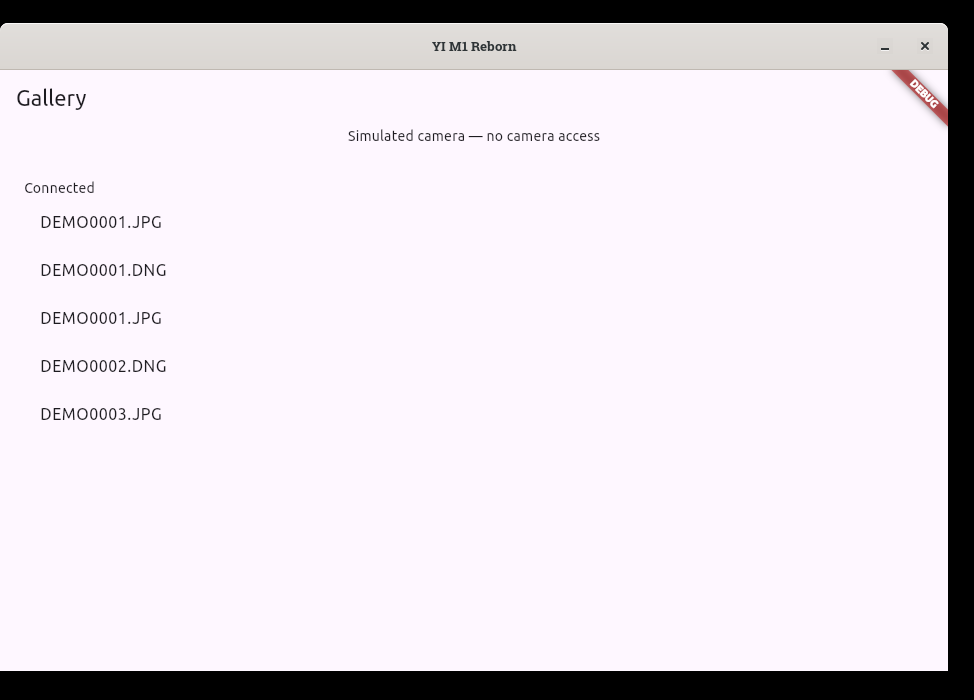 YI M1 Reborn
DEBUG
Gallery
Simulated camera — no camera access
Connected
DEMO0001.JPG
DEMO0001.DNG
DEMO0001.JPG
DEMO0002.DNG
DEMO0003.JPG